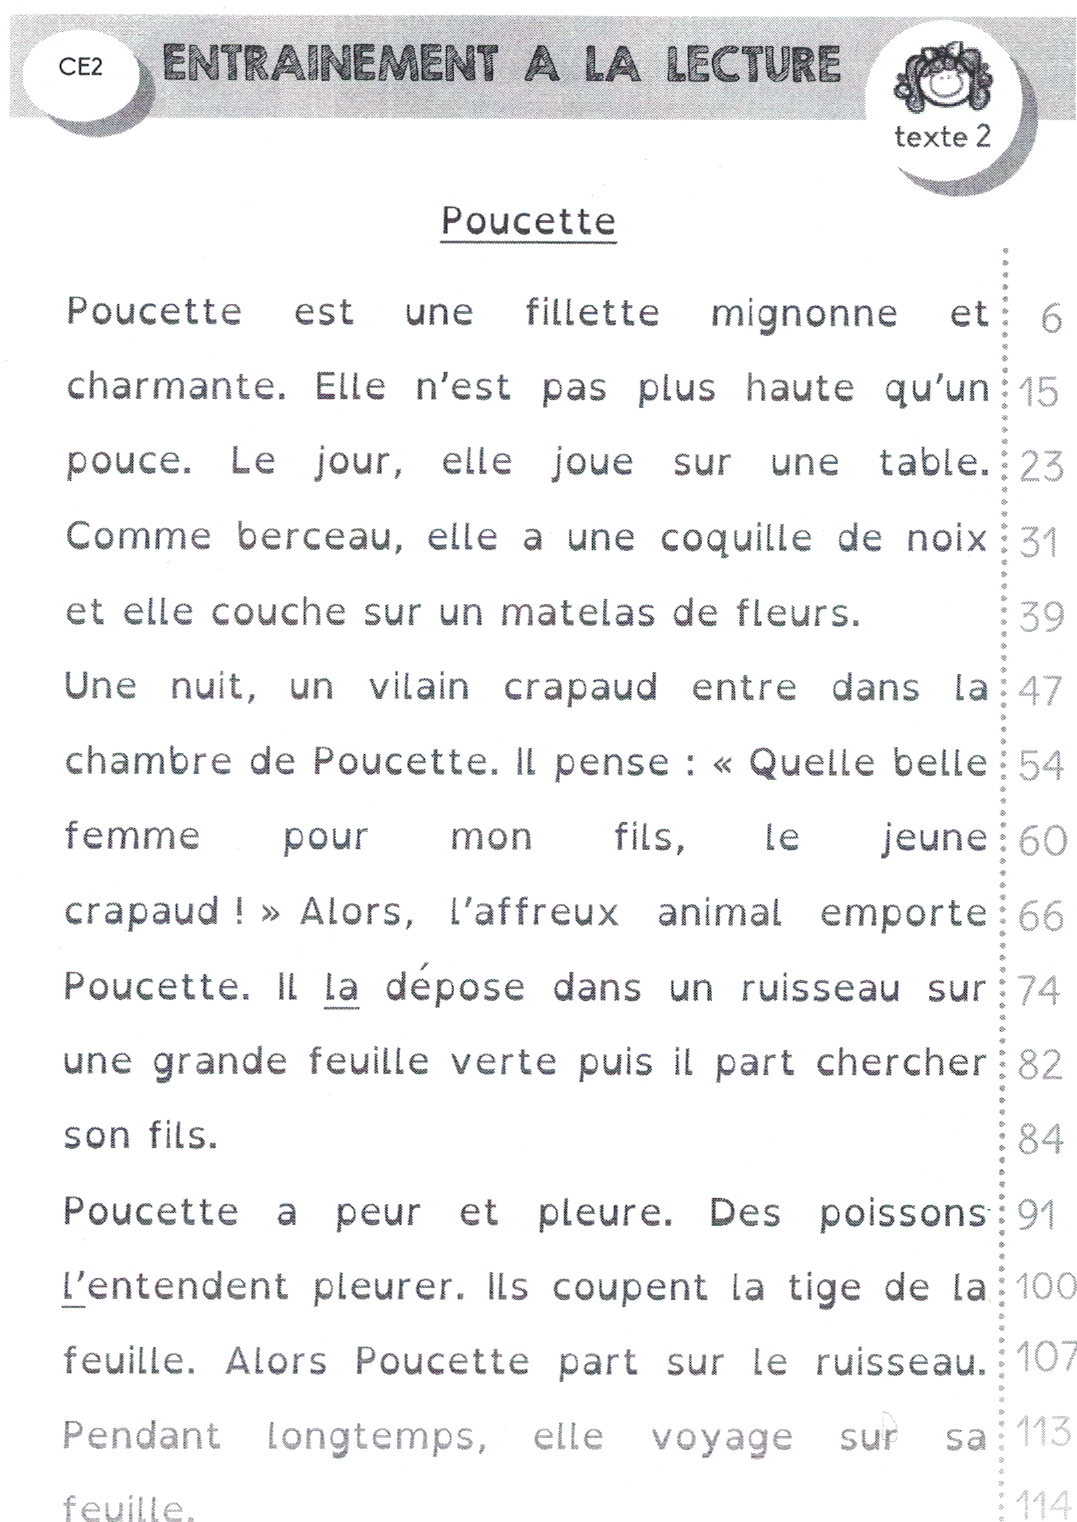 CE2
ENTRAINEMENT A LA LECTURE
texte 2
Poucette
Poucette est une fillette mignonne et 6
charmante. Elle n'est pas plus haute qu'un 15
pouce. Le jour, elle joue sur une table. 23
Comme berceau, elle a une coquille de noix 31
et elle couche sur un matelas de fleurs. 39
Une nuit, un vilain crapaud entre dans la 47
chambre de Poucette. Il pense : « Quelle belle 54
femme pour mon fils, le jeune 60
crapaud ! » Alors, l'affreux animal emporte 66
Poucette. Il la dépose dans un ruisseau sur 74
une grande feuille verte puis il part chercher 82
son fils. 84
Poucette a peur et pleure. Des poissons 91
l'entendent pleurer. Ils coupent la tige de la 100
feuille. Alors Poucette part sur le ruisseau. 107
Pendant longtemps, elle voyage sur sa 113
feuille. 114